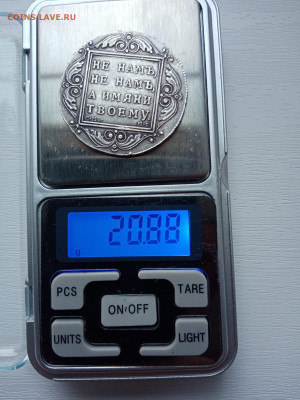 COINS.LAVE.RU
НЕ НАМЪ
НЕ НАМЪ
А ИМЯНИ
ТВОЕМУ
20.88
g
PCS
TARE
ON/OFF
UNITS
LIGHT